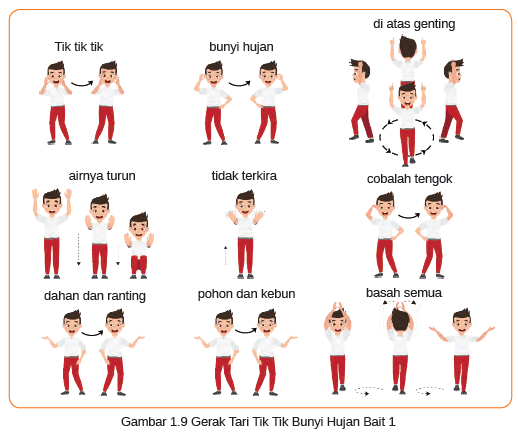 Tik tik tik
bunyi hujan
di atas genting
airnya turun
tidak terkira
cobalah tengok
dahan dan ranting
pohon dan kebun
basah semua
Gambar 1.9 Gerak Tari Tik Tik Bunyi Hujan Bait 1